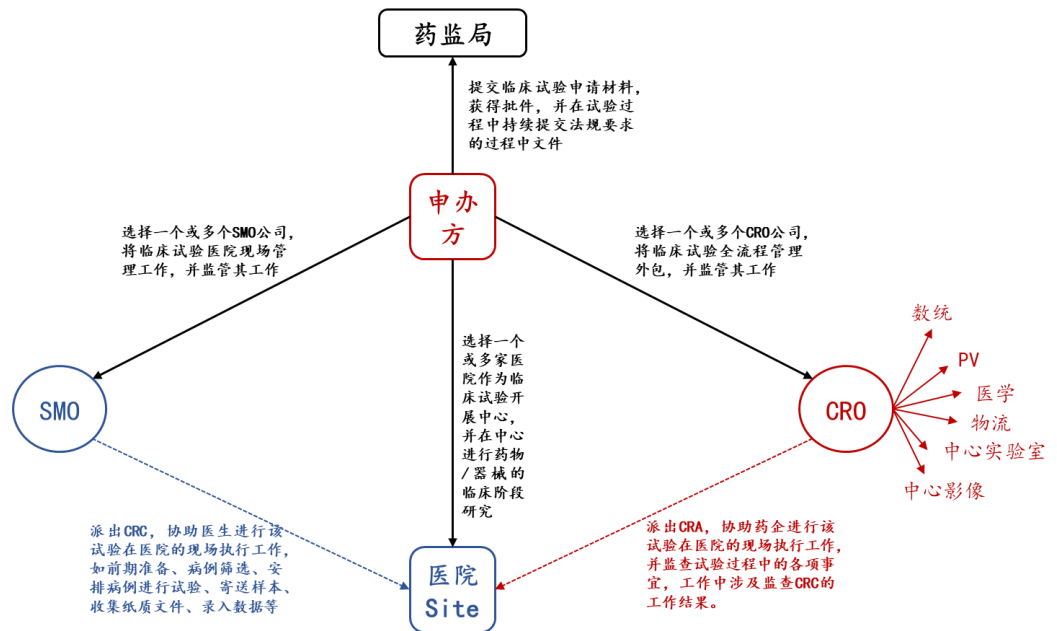 药监局
提交临床试验申请材料，
获得批件，并在试验过
程中持续提交法规要求
的过程中文件
申办
方
选择一个或多个SMO公司，
将临床试验医院现场管
理工作，并监管其工作
选择一个或多个CRO公司，
将临床试验全流程管理
外包，并监管其工作
选择一个
或多家医
院作为临
床试验开
展中心，
并在中心
进行药物
/器械的
临床阶段
研究
SMO
CRO
数统
PV
医学
物流
中心实验室
中心影像
派出CRC，协助医生进行该
试验在医院的现场执行工作，
如前期准备、病例筛选、安
排病例进行试验、寄送样本、
收集纸质文件、录入数据等
医院
Site
派出CRA，协助药企进行该
试验在医院的现场执行工作，
并监查试验过程中的各项事
宜，工作中涉及监查CRC的
工作结果。